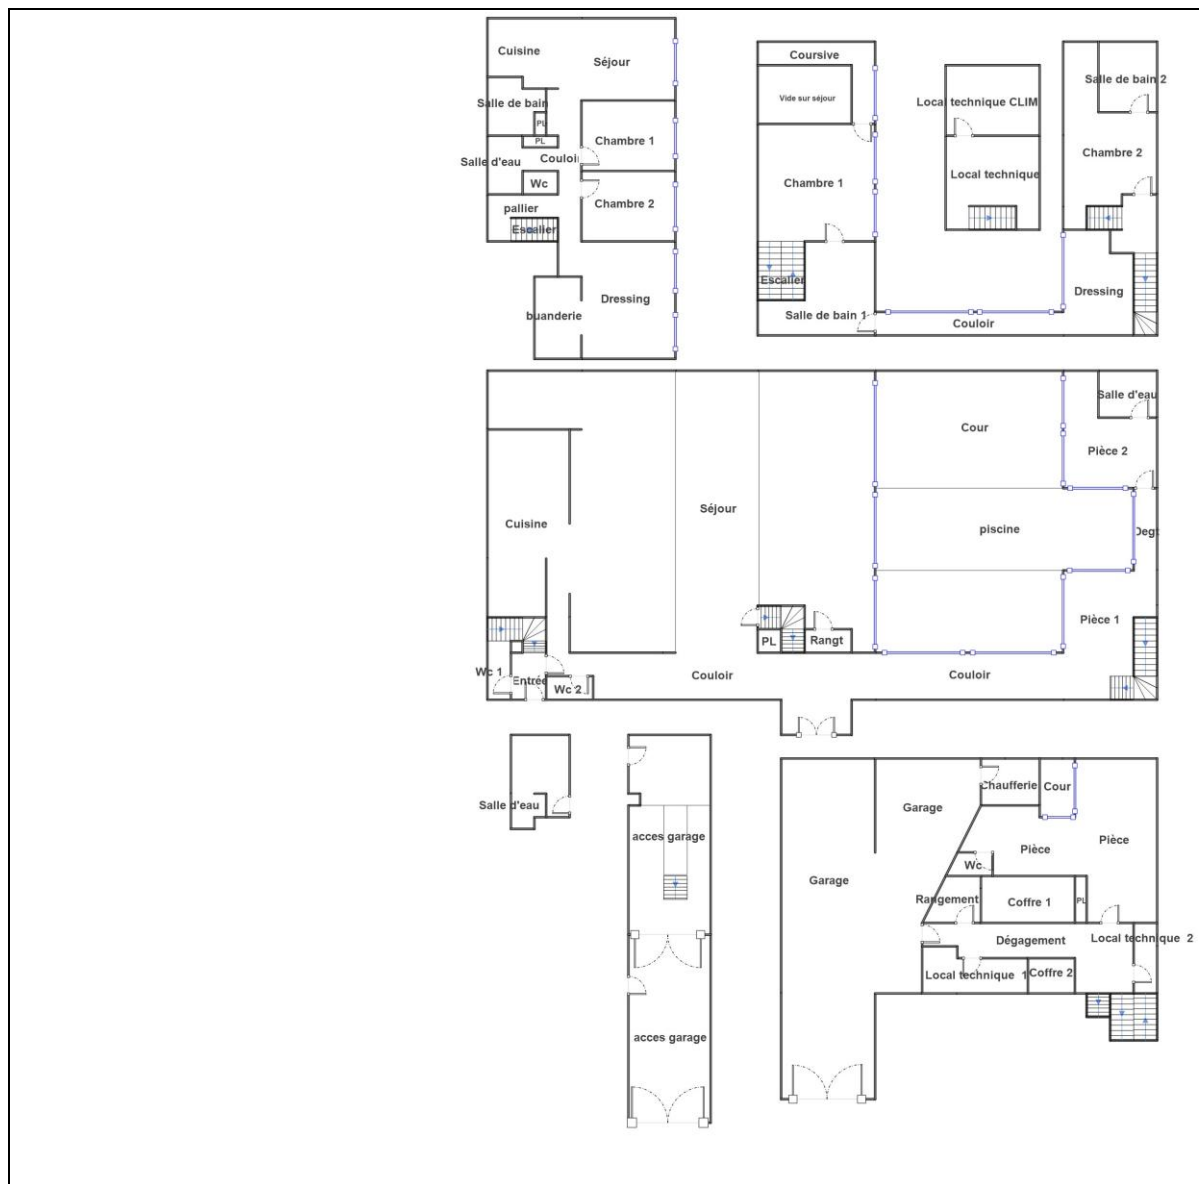 Cuisine
Séjour
Salle de bain
PL
PL
Chambre 1
Salle d'eau
Couloir
Wc
Chambre 2
pallier
Escalier
Dressing
buanderie
Coursive
Vide sur séjour
Chambre 1
Escalier
Salle de bain 1
Couloir
Local technique CLIM
Local technique
Salle de bain 2
Chambre 2
Dressing
Cour
Salle d'eau
Pièce 2
Séjour
Cuisine
piscine
Degt
Pièce 1
PL
Rangt
Wc 1
Entrée
Wc 2
Couloir
Couloir
Salle d'eau
acces garage
acces garage
Garage
Garage
Chaufferie
Cour
Pièce
Pièce
Wc
Rangement
Coffre 1
PL
Dégagement
Local technique 2
Local technique 1
Coffre 2